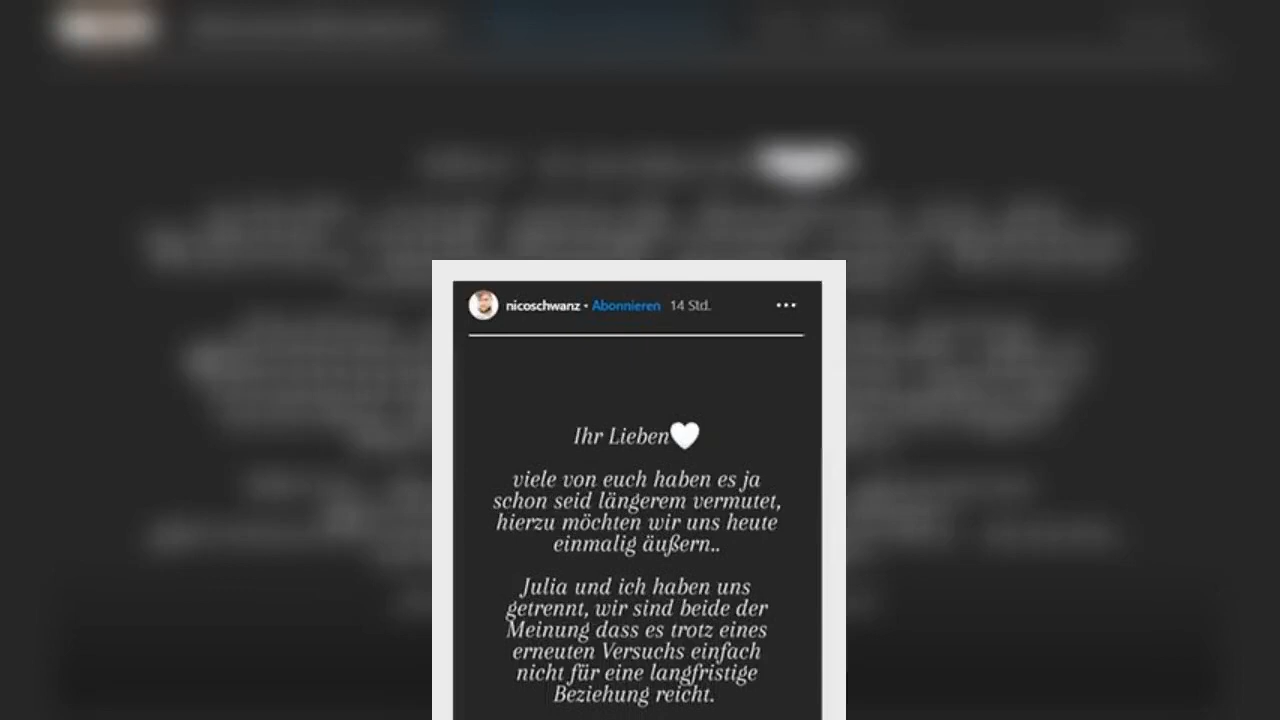 nicoschwanz • Abonnieren 14 Std.
Ihr Lieben🤍
viele von euch haben es ja
schon seid längerem vermutet,
hierzu möchten wir uns heute
einmalig äußern..
Julia und ich haben uns
getrennt, wir sind beide der
Meinung dass es trotz eines
erneuten Versuchs einfach
nicht für eine langfristige
Beziehung reicht.